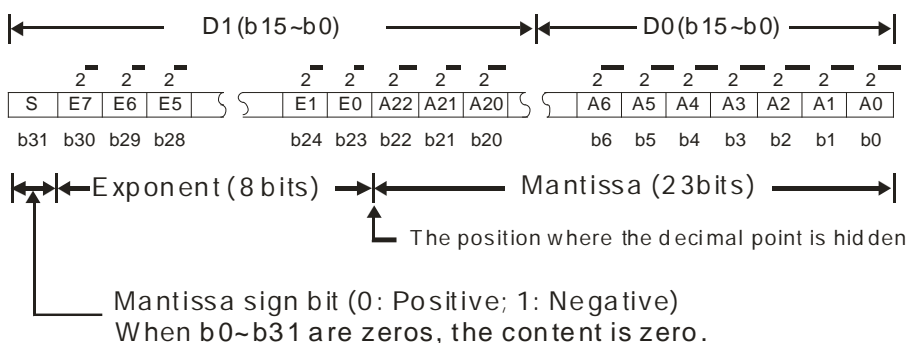 D1(b15~b0) D0(b15~b0)
2 2 2 2 2 2 2 2 2 2 2 2 2 2 2
S E7 E6 E5 E1 E0 A22 A21 A20 A6 A5 A4 A3 A2 A1 A0
b31 b30 b29 b28 b24 b23 b22 b21 b20 b6 b5 b4 b3 b2 b1 b0
Exponent (8 bits) Mantissa (23bits)
The position where the decimal point is hidden
Mantissa sign bit (0: Positive; 1: Negative)
When b0~b31 are zeros, the content is zero.